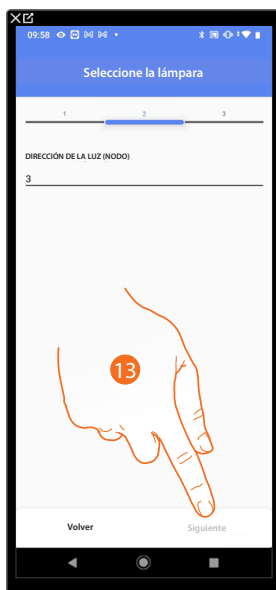 09:58
Seleccione la lámpara
1 2 3
DIRECCIÓN DE LA LUZ (NODO)
3
13
Volver Siguiente